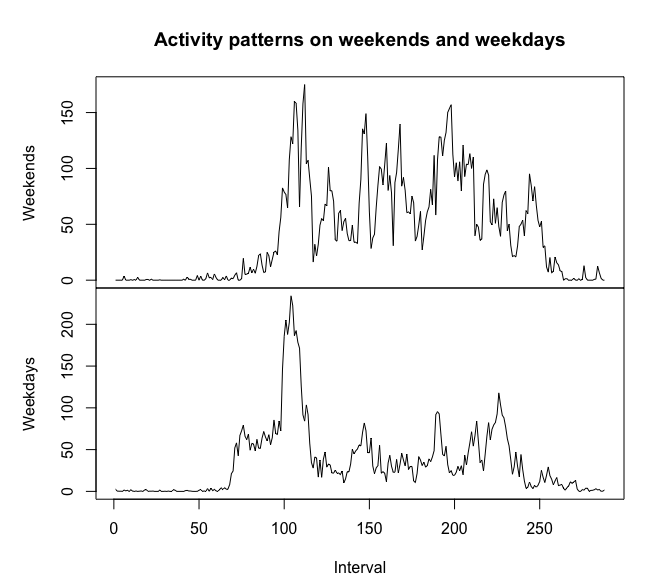 Activity patterns on weekends and weekdays
Weekends
0
50
100
150
Weekdays
0
50
100
150
200
0 50 100 150 200 250
Interval